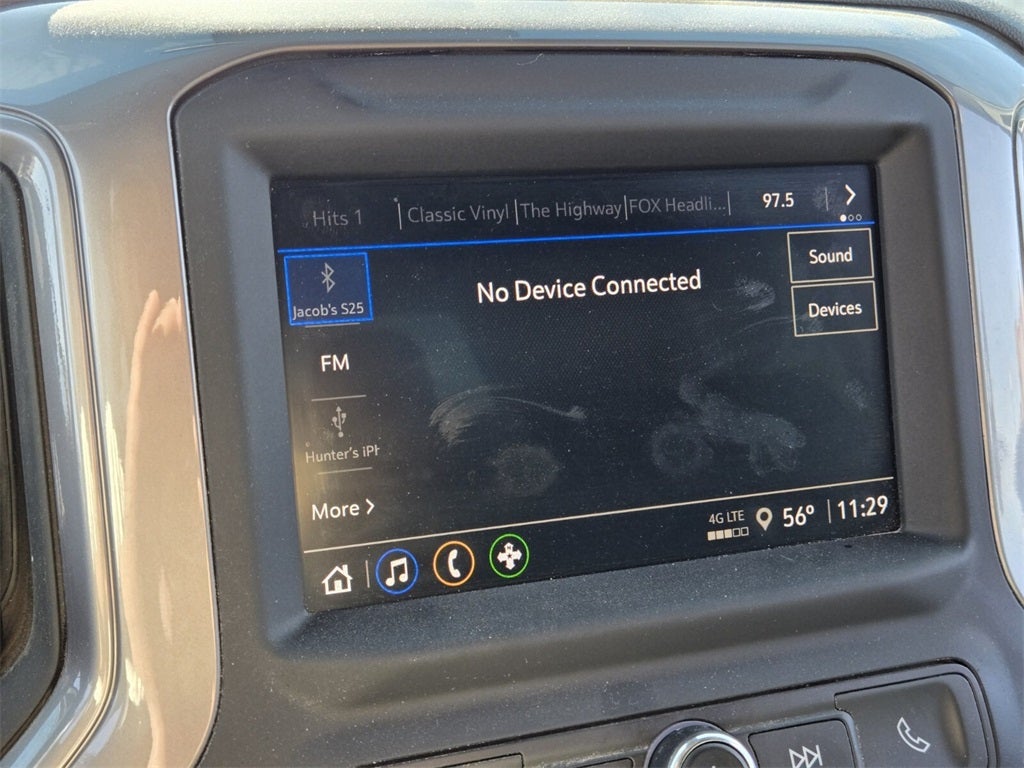 Hits 1 Classic Vinyl The Highway FOX Headli... 97.5
Sound
Jacob's S25
No Device Connected
Devices
FM
Hunter's iPh
More
4G LTE 56° 11:29